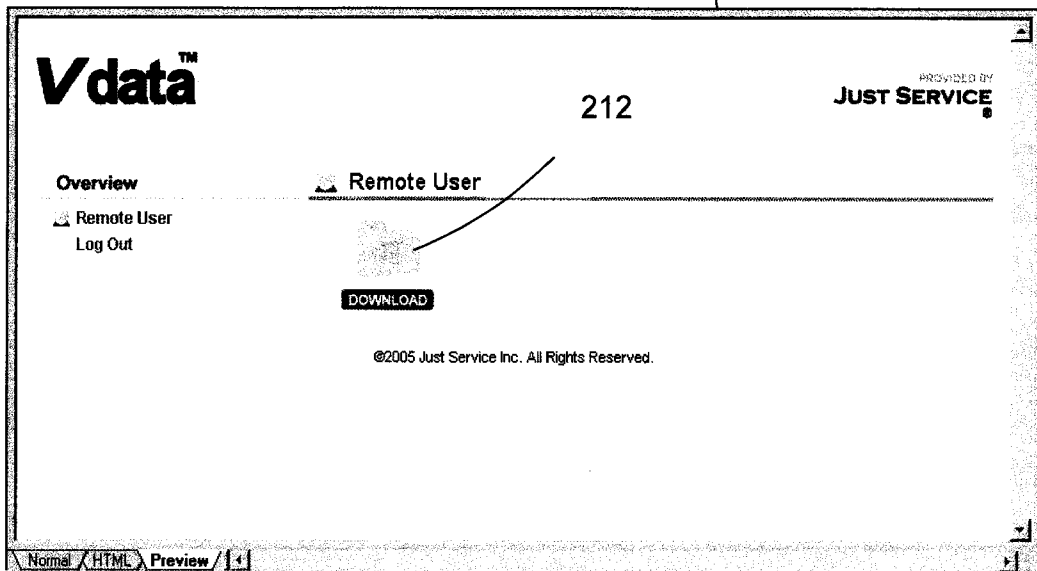 Vdata™
PROVIDED BY
JUST SERVICE
®
212
Overview
Remote User
Remote User
Log Out
DOWNLOAD
©2005 Just Service Inc. All Rights Reserved.
Normal HTML Preview